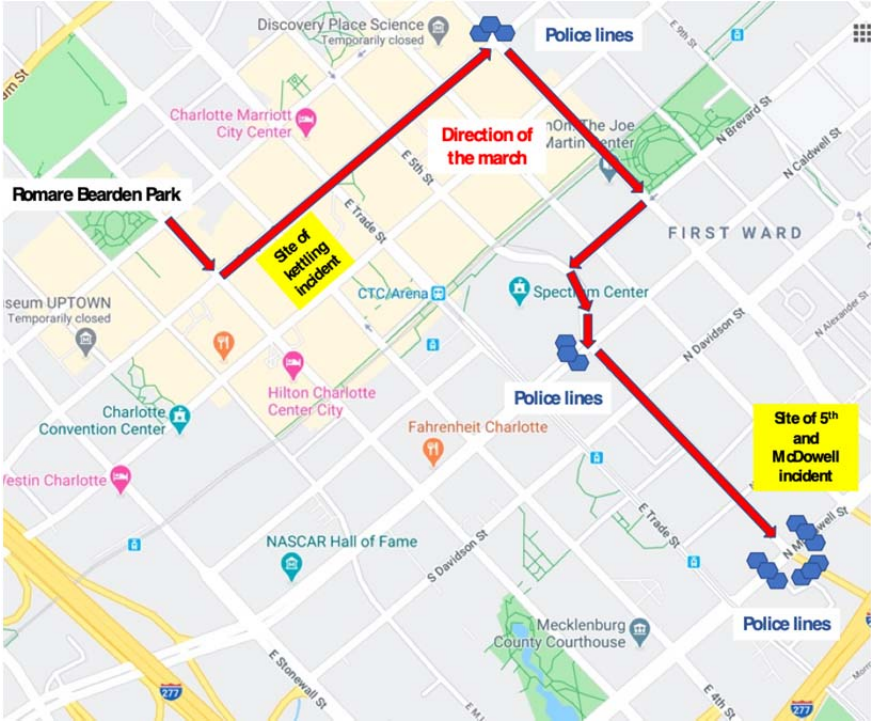 Discovery Place Science
Temporarily closed
Police lines
E 9th St
Charlotte Marriott
City Center
Direction of
the march
The Joe
Martin Center
N Brevard St
N Caldwell St
E 5th St
Romare Bearden Park
E Trade St
Site of
kettling
incident
FIRST WARD
seum UPTOWN
Temporarily closed
CTC/Arena
Spectrum Center
N Alexander St
N Davidson St
Hilton Charlotte
Center City
Police lines
Charlotte
Convention Center
Fahrenheit Charlotte
Site of 5th
and
McDowell
incident
Westin Charlotte
E Trade St
NASCAR Hall of Fame
S Davidson St
Police lines
Mecklenburg
County Courthouse
E Stonewall St
E 4th St
277
277